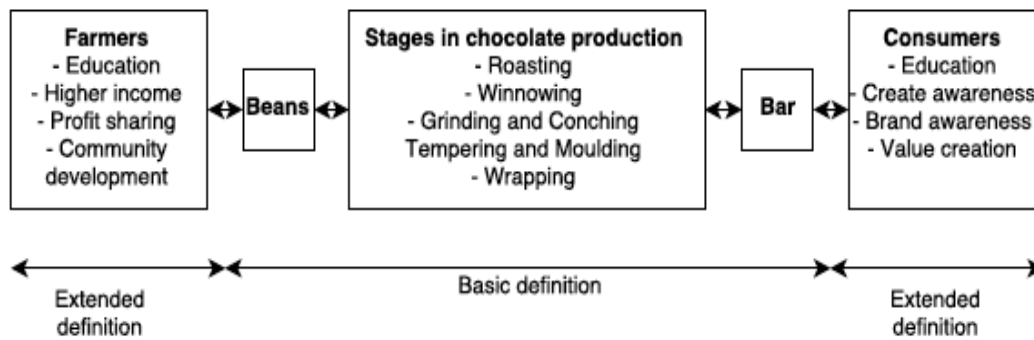 Farmers
- Education
- Higher income
- Profit sharing
- Community
development
Beans
Stages in chocolate production
- Roasting
- Winnowing
- Grinding and Conching
Tempering and Moulding
- Wrapping
Bar
Consumers
- Education
- Create awareness
- Brand awareness
- Value creation
Extended
definition
Basic definition
Extended
definition